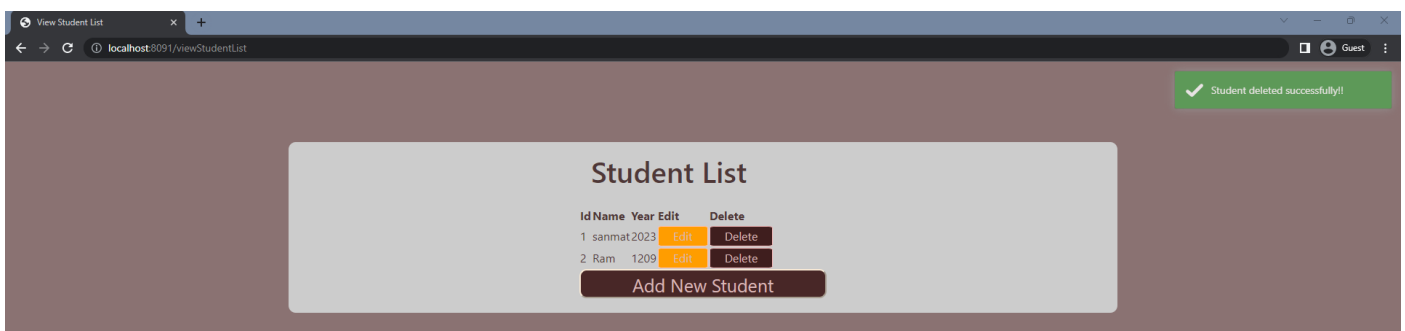 View Student List
localhost:8091/viewStudentList
Guest
Student deleted successfully!!
Student List
Id Name Year Edit Delete
1 sanmat 2023 Edit Delete
2 Ram 1209 Edit Delete
Add New Student